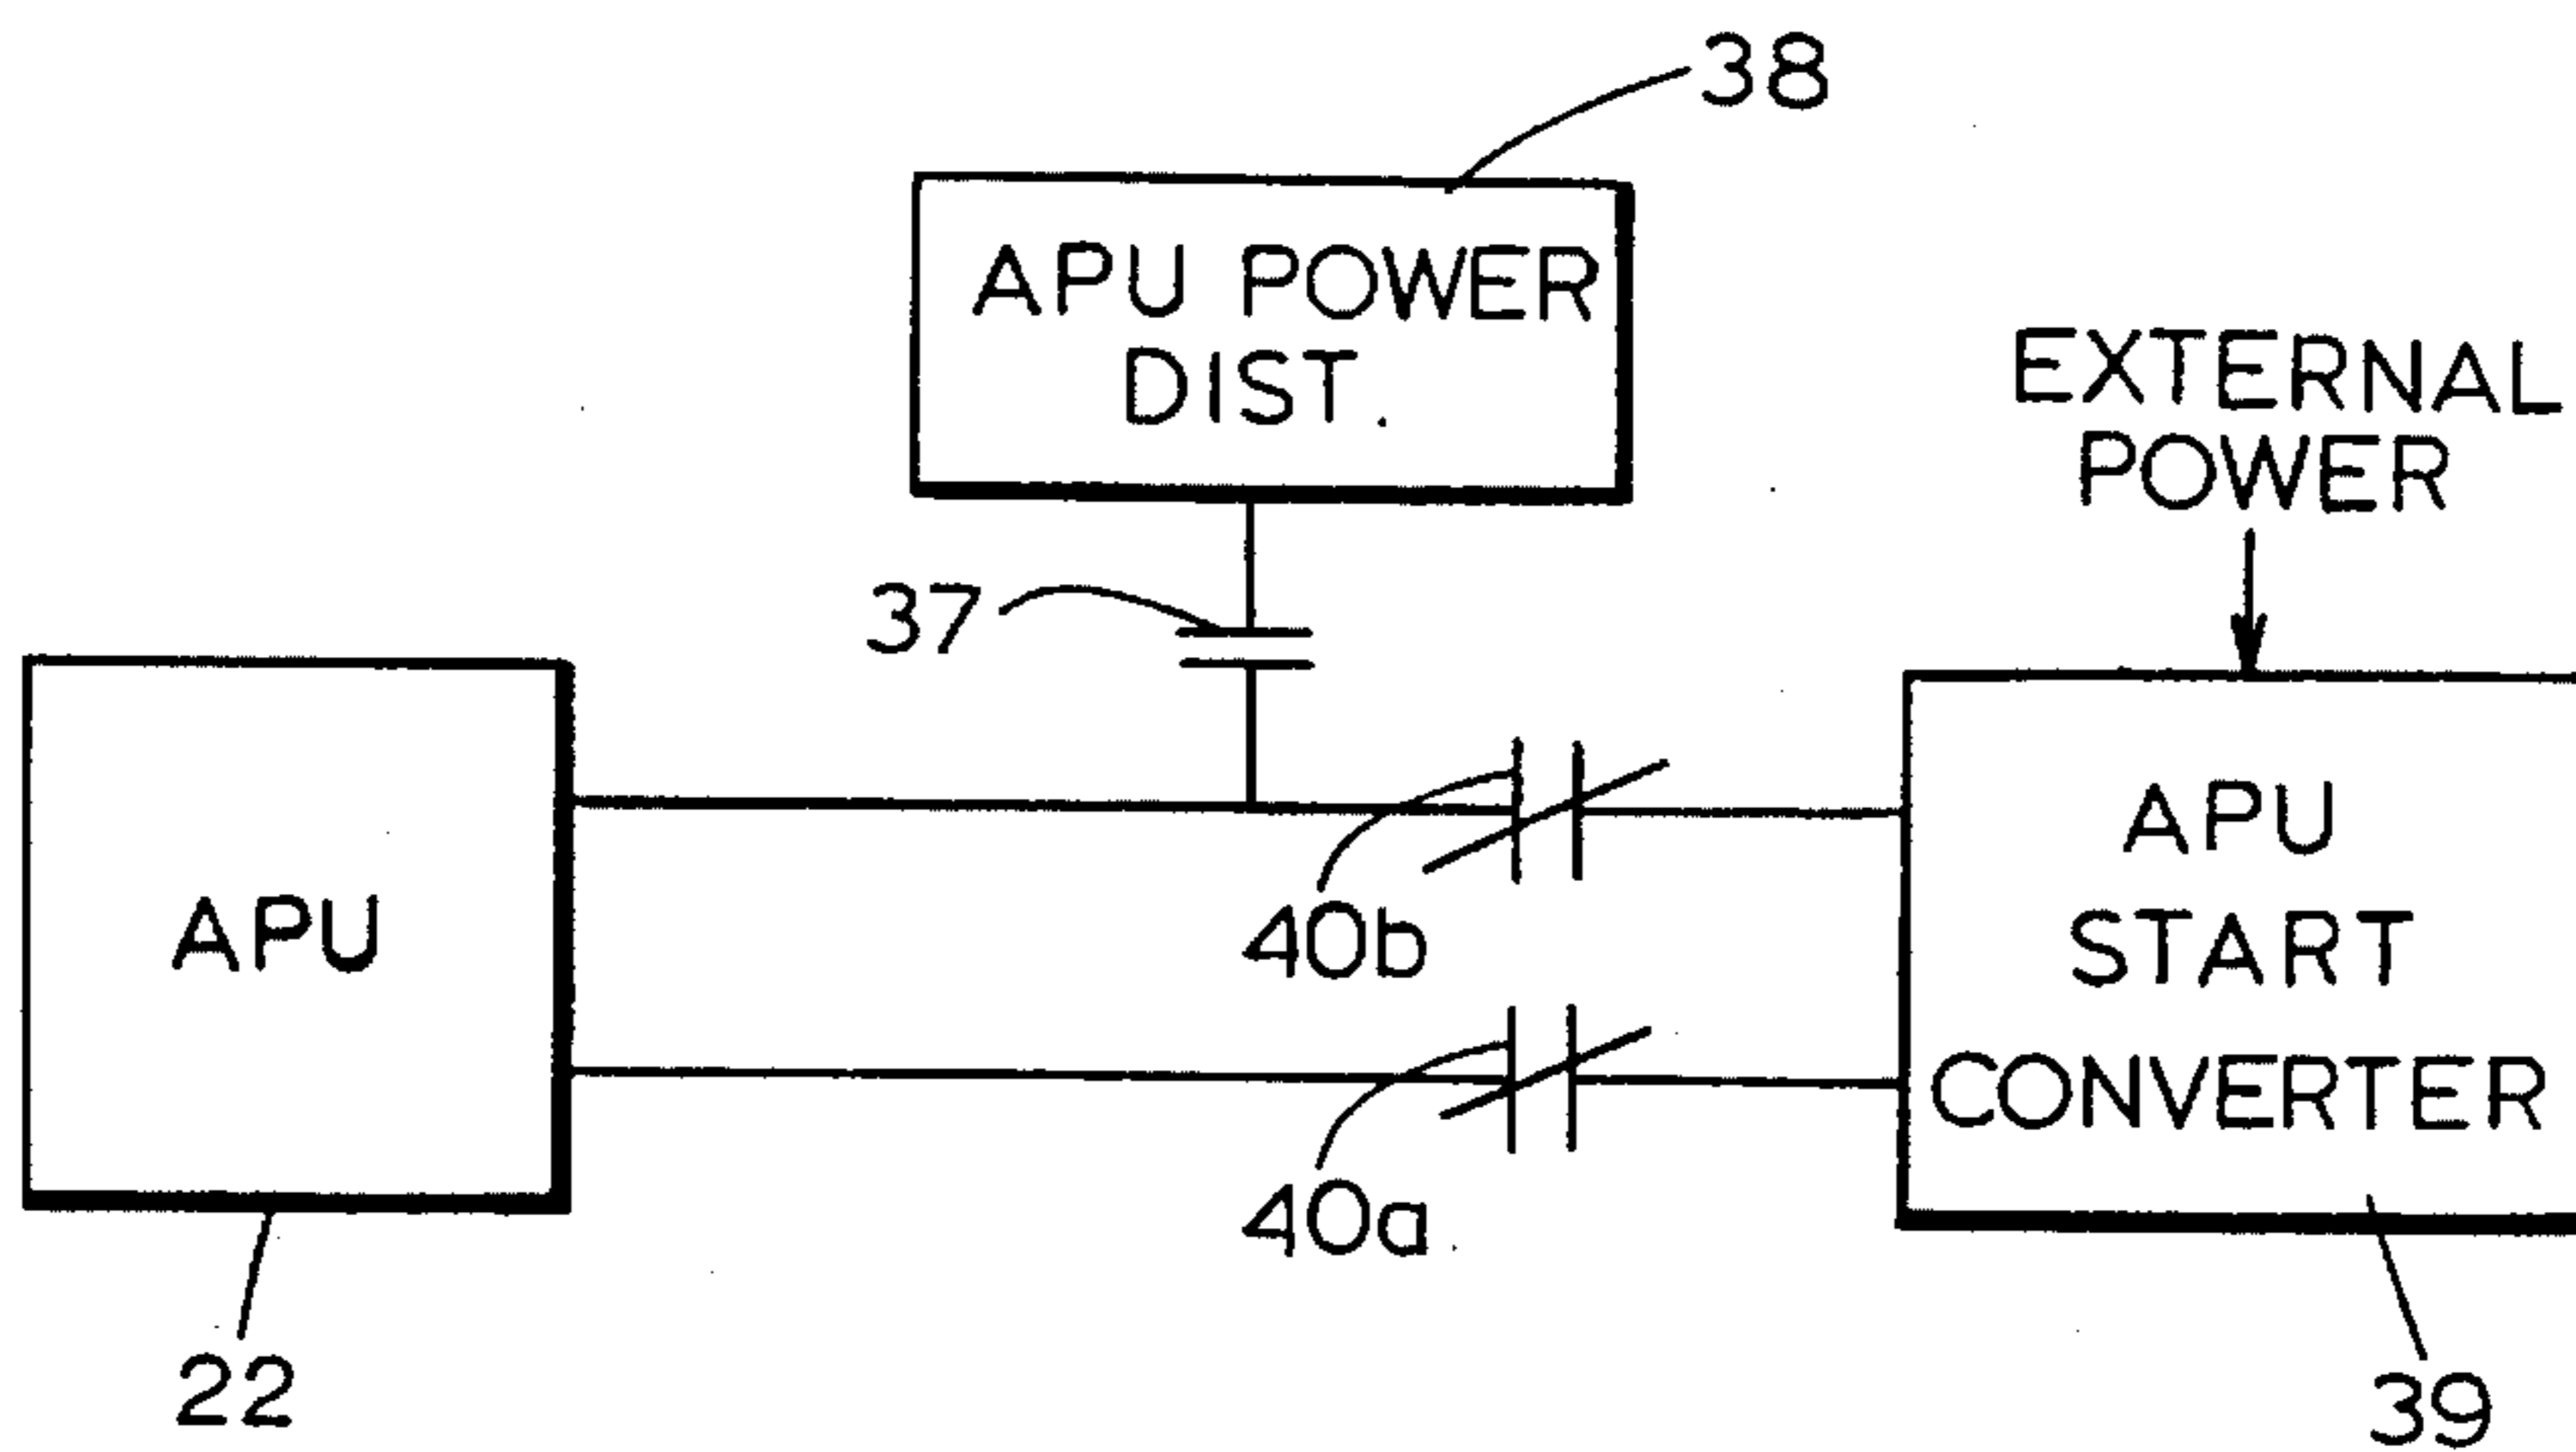 38
APU POWER
DIST.
EXTERNAL
POWER
37
APU
40b
APU
START
CONVERTER
40a
22
39